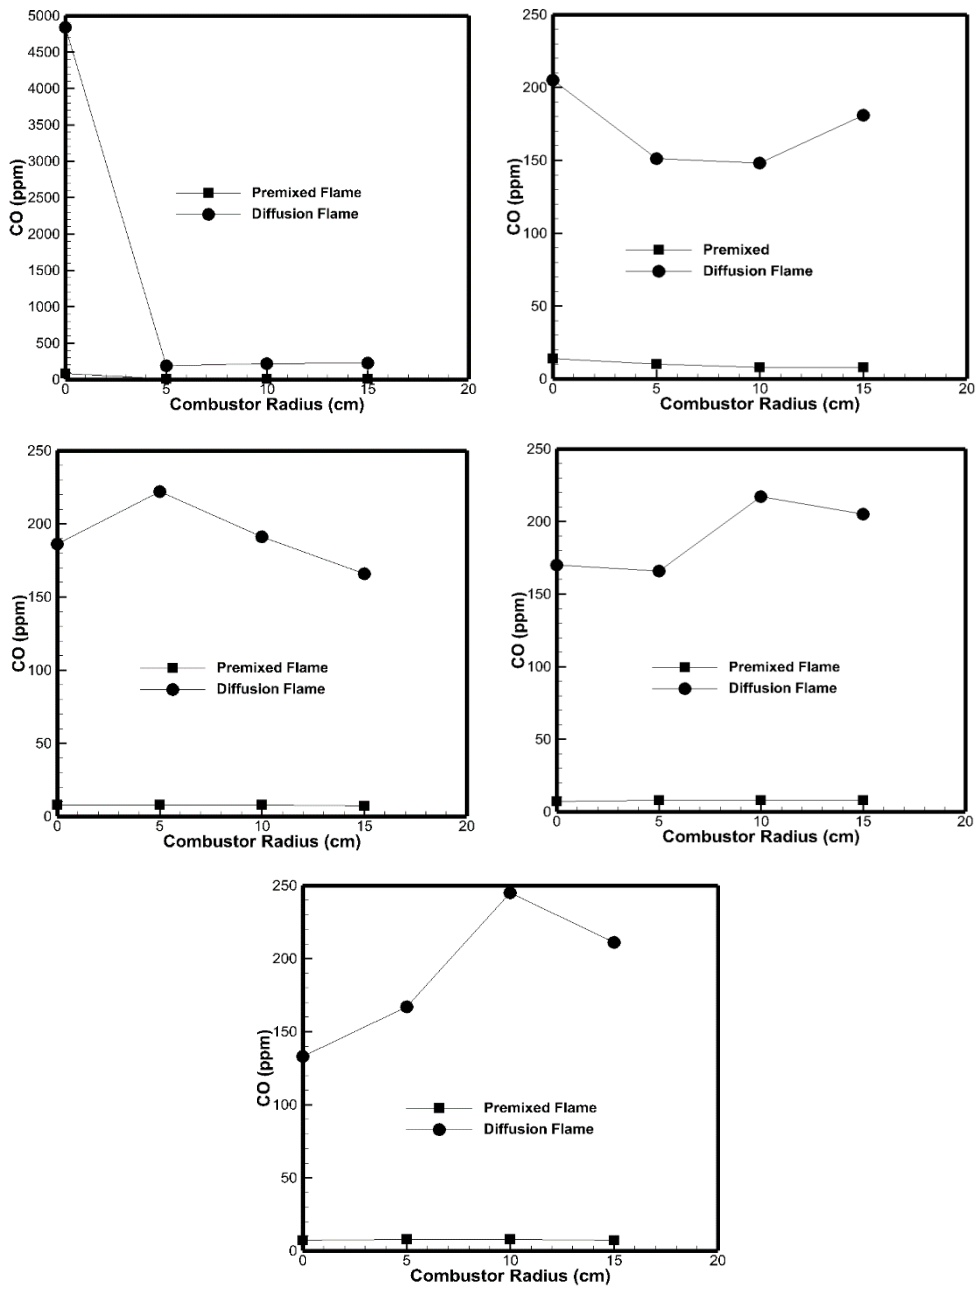 5000
4500
4000
3500
3000
2500
2000
1500
1000
500
0
CO (ppm)
Premixed Flame
Diffusion Flame
0 5 10 15 20
Combustor Radius (cm)
250
200
150
100
50
0
CO (ppm)
Premixed
Diffusion Flame
0 5 10 15 20
Combustor Radius (cm)
250
200
150
100
50
0
CO (ppm)
Premixed Flame
Diffusion Flame
0 5 10 15 20
Combustor Radius (cm)
250
200
150
100
50
0
CO (ppm)
Premixed Flame
Diffusion Flame
0 5 10 15 20
Combustor Radius (cm)
250
200
150
100
50
0
CO (ppm)
Premixed Flame
Diffusion Flame
0 5 10 15 20
Combustor Radius (cm)